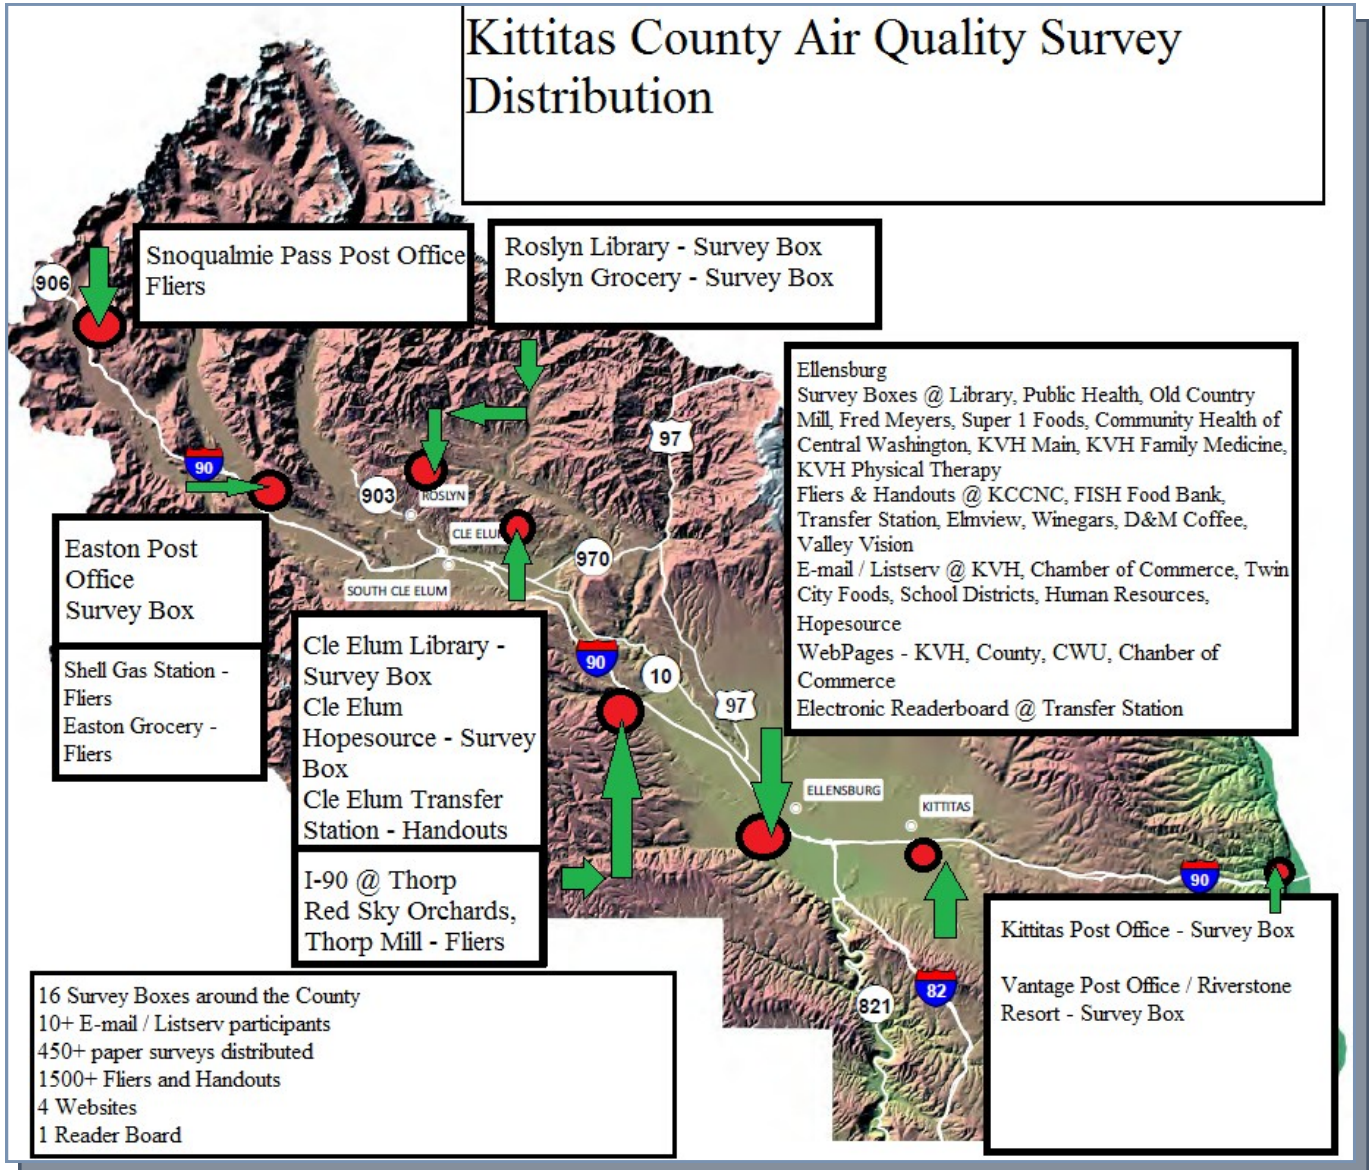 Kittitas County Air Quality Survey
Distribution
906
Snoqualmie Pass Post Office
Fliers
Roslyn Library - Survey Box
Roslyn Grocery - Survey Box
97
90
903
ROSLYN
CLE ELUM
970
SOUTH CLE ELUM
Ellensburg
Survey Boxes @ Library, Public Health, Old Country
Mill, Fred Meyers, Super 1 Foods, Community Health of
Central Washington, KVH Main, KVH Family Medicine,
KVH Physical Therapy
Fliers & Handouts @ KCCNC, FISH Food Bank,
Transfer Station, Elmview, Winegars, D&M Coffee,
Valley Vision
E-mail / Listserv @ KVH, Chamber of Commerce, Twin
City Foods, School Districts, Human Resources,
Hopesource
WebPages - KVH, County, CWU, Chanber of
Commerce
Electronic Readerboard @ Transfer Station
Easton Post
Office
Survey Box
Shell Gas Station -
Fliers
Easton Grocery -
Fliers
Cle Elum Library -
Survey Box
Cle Elum
Hopesource - Survey
Box
Cle Elum Transfer
Station - Handouts
I-90 @ Thorp
Red Sky Orchards,
Thorp Mill - Fliers
90
10
97
ELLENSBURG
KITTITAS
90
82
821
Kittitas Post Office - Survey Box
Vantage Post Office / Riverstone
Resort - Survey Box
16 Survey Boxes around the County
10+ E-mail / Listserv participants
450+ paper surveys distributed
1500+ Fliers and Handouts
4 Websites
1 Reader Board